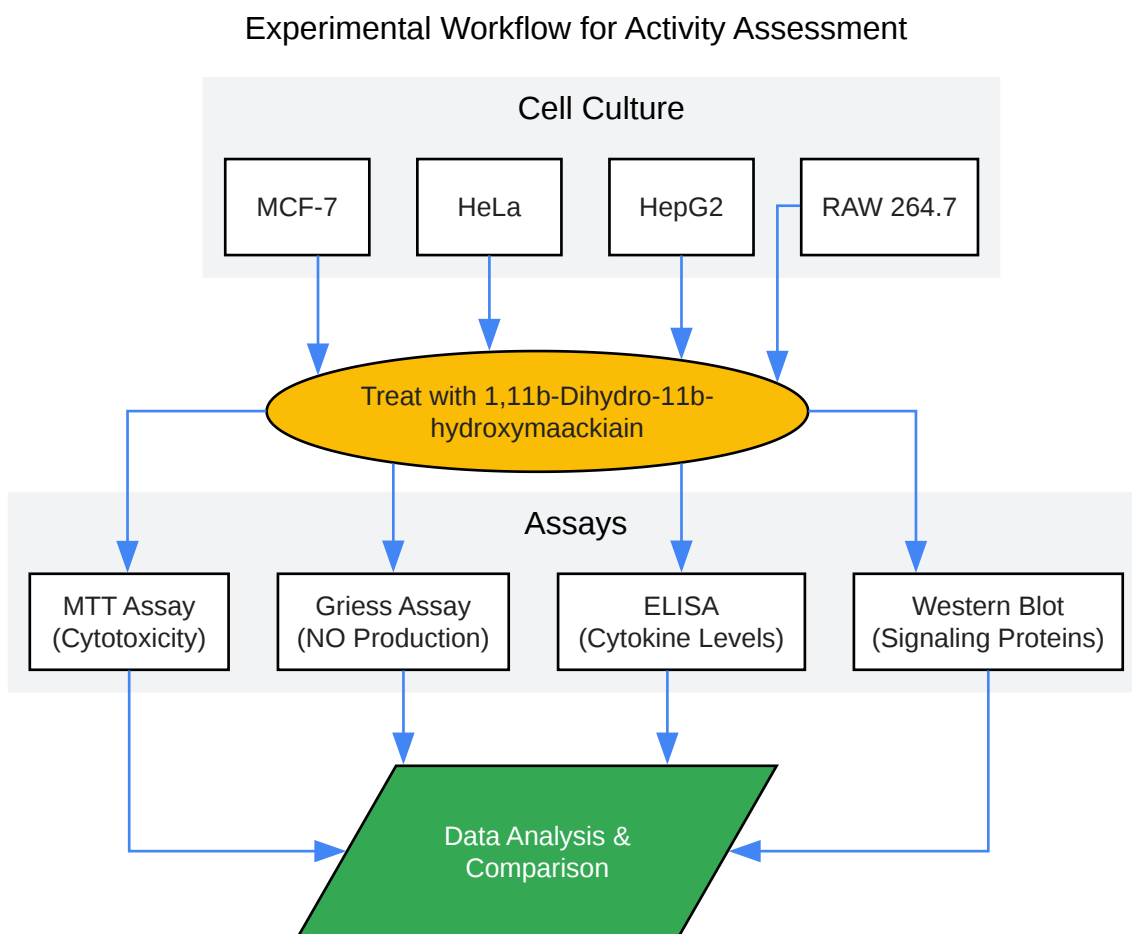 Experimental Workflow for Activity Assessment
Cell Culture
MCF-7
HeLa
HepG2
RAW 264.7
Treat with 1,11b-Dihydro-11b-
hydroxymaackiain
Assays
MTT Assay
(Cytotoxicity)
Griess Assay
(NO Production)
ELISA
(Cytokine Levels)
Western Blot
(Signaling Proteins)
Data Analysis &
Comparison